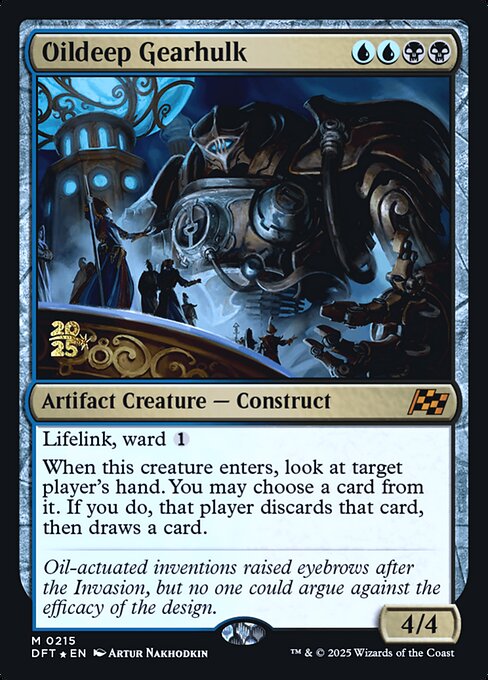 Oildeep Gearhulk
20
25
Artifact Creature — Construct
Lifelink, ward 1
When this creature enters, look at target
player's hand. You may choose a card from
it. If you do, that player discards that card,
then draws a card.
Oil-actuated inventions raised eyebrows after
the Invasion, but no one could argue against the
efficacy of the design.
4/4
M 0215
DFT ★ EN Artur Nakhodkin
™ & © 2025 Wizards of the Coast